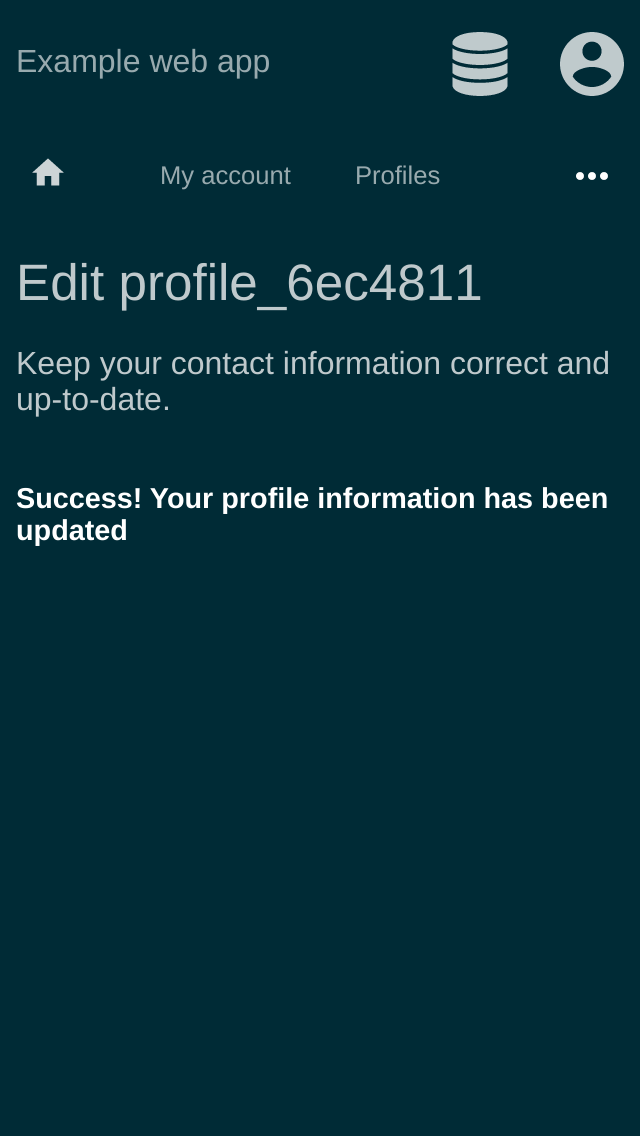 Example web app
My account
Profiles
Edit profile_6ec4811
Keep your contact information correct and
up-to-date.
Success! Your profile information has been
updated